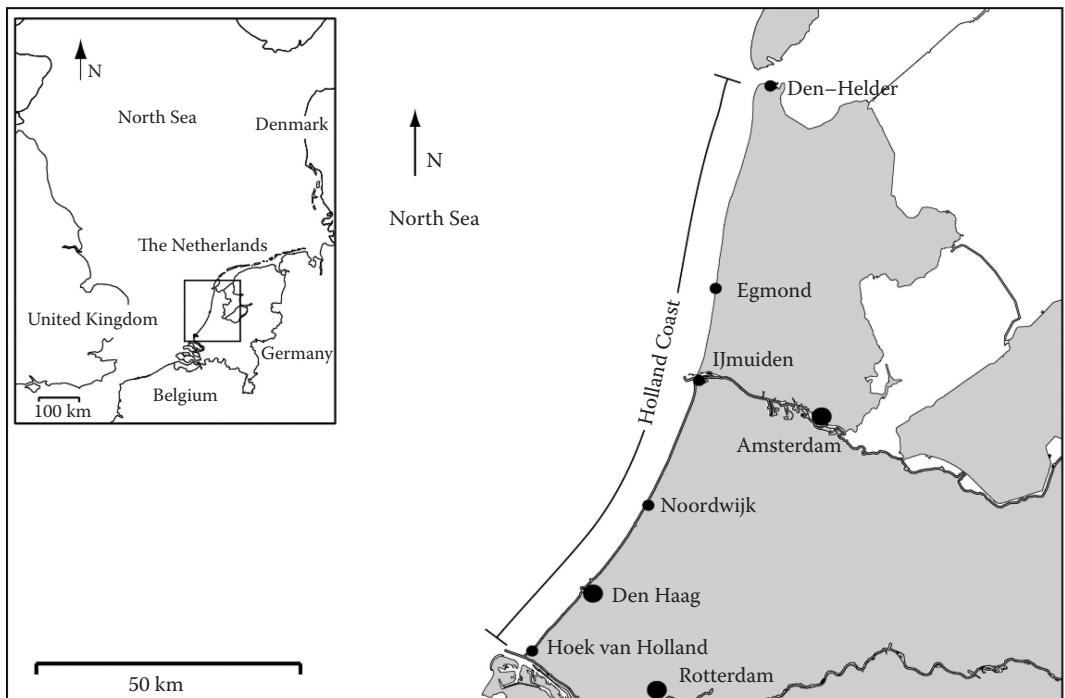 N
North Sea
Denmark
The Netherlands
United Kingdom
Germany
Belgium
100 km
N
North Sea
Den–Helder
Egmond
Holland Coast
IJmuiden
Amsterdam
Noordwijk
Den Haag
Hoek van Holland
Rotterdam
50 km